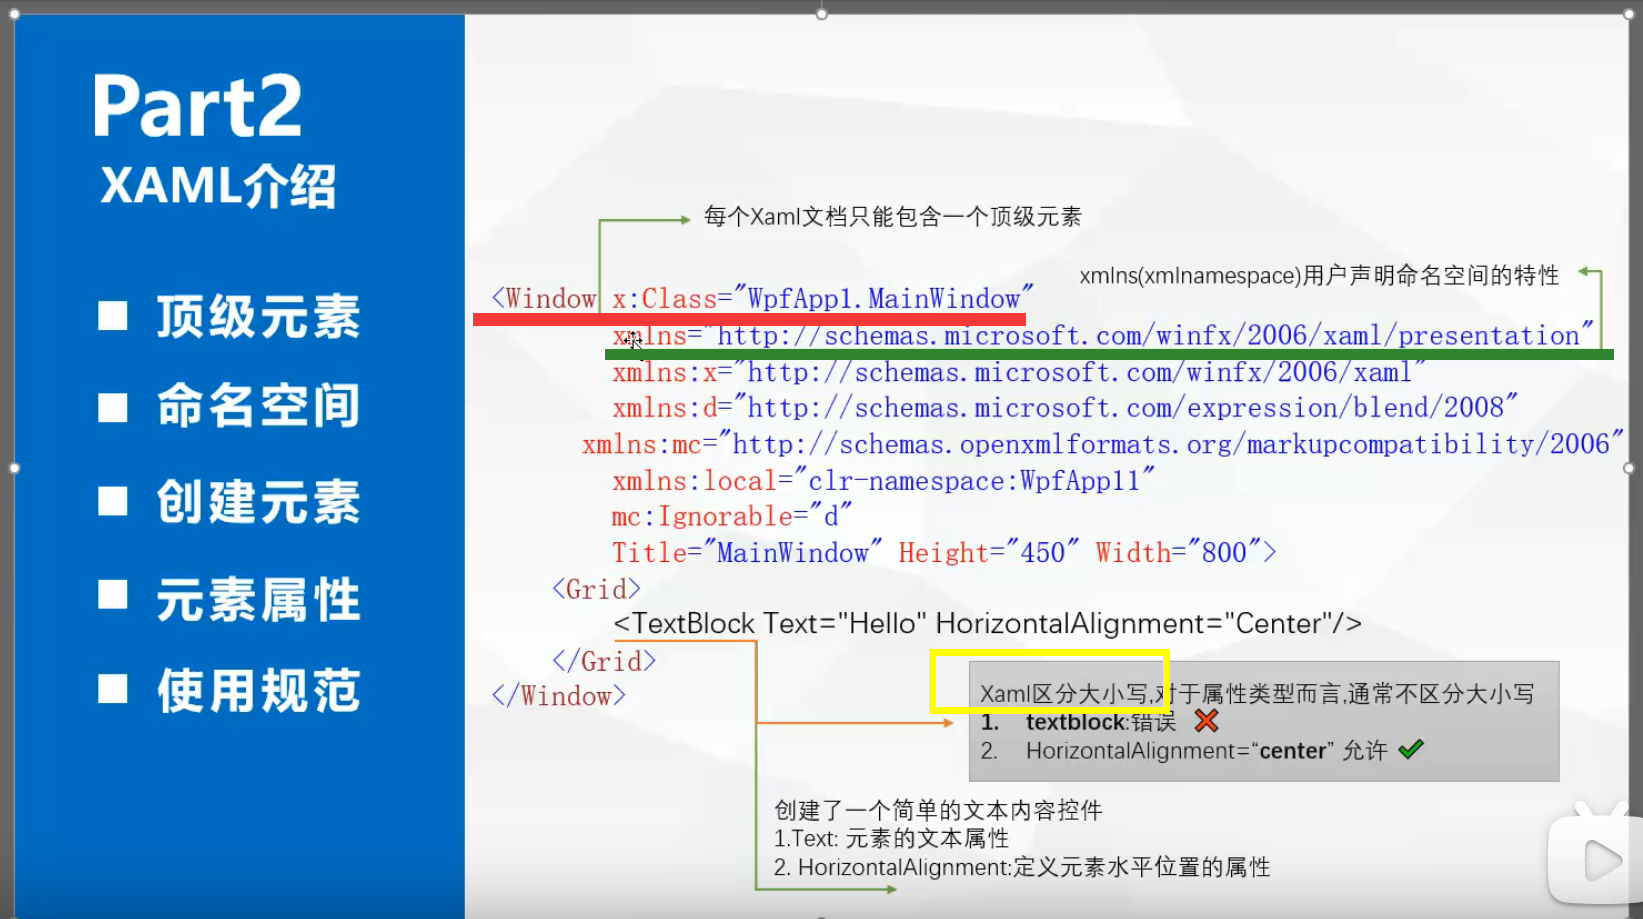 Part2
XAML介绍
顶级元素
命名空间
创建元素
元素属性
使用规范
每个Xaml文档只能包含一个顶级元素
xmlns(xmlnamespace)用户声明命名空间的特性
<Window x:Class="WpfApp1.MainWindow"
xmlns="http://schemas.microsoft.com/winfx/2006/xaml/presentation"
xmlns:x="http://schemas.microsoft.com/winfx/2006/xaml"
xmlns:d="http://schemas.microsoft.com/expression/blend/2008"
xmlns:mc="http://schemas.openxmlformats.org/markupcompatibility/2006"
xmlns:local="clr-namespace:WpfApp11"
mc:Ignorable="d"
Title="MainWindow" Height="450" Width="800">
<Grid>
<TextBlock Text="Hello" HorizontalAlignment="Center"/>
</Grid>
</Window>
Xaml区分大小写,对于属性类型而言,通常不区分大小写
1. textblock:错误
2. HorizontalAlignment=“center” 允许
创建了一个简单的文本内容控件
1.Text: 元素的文本属性
2. HorizontalAlignment:定义元素水平位置的属性